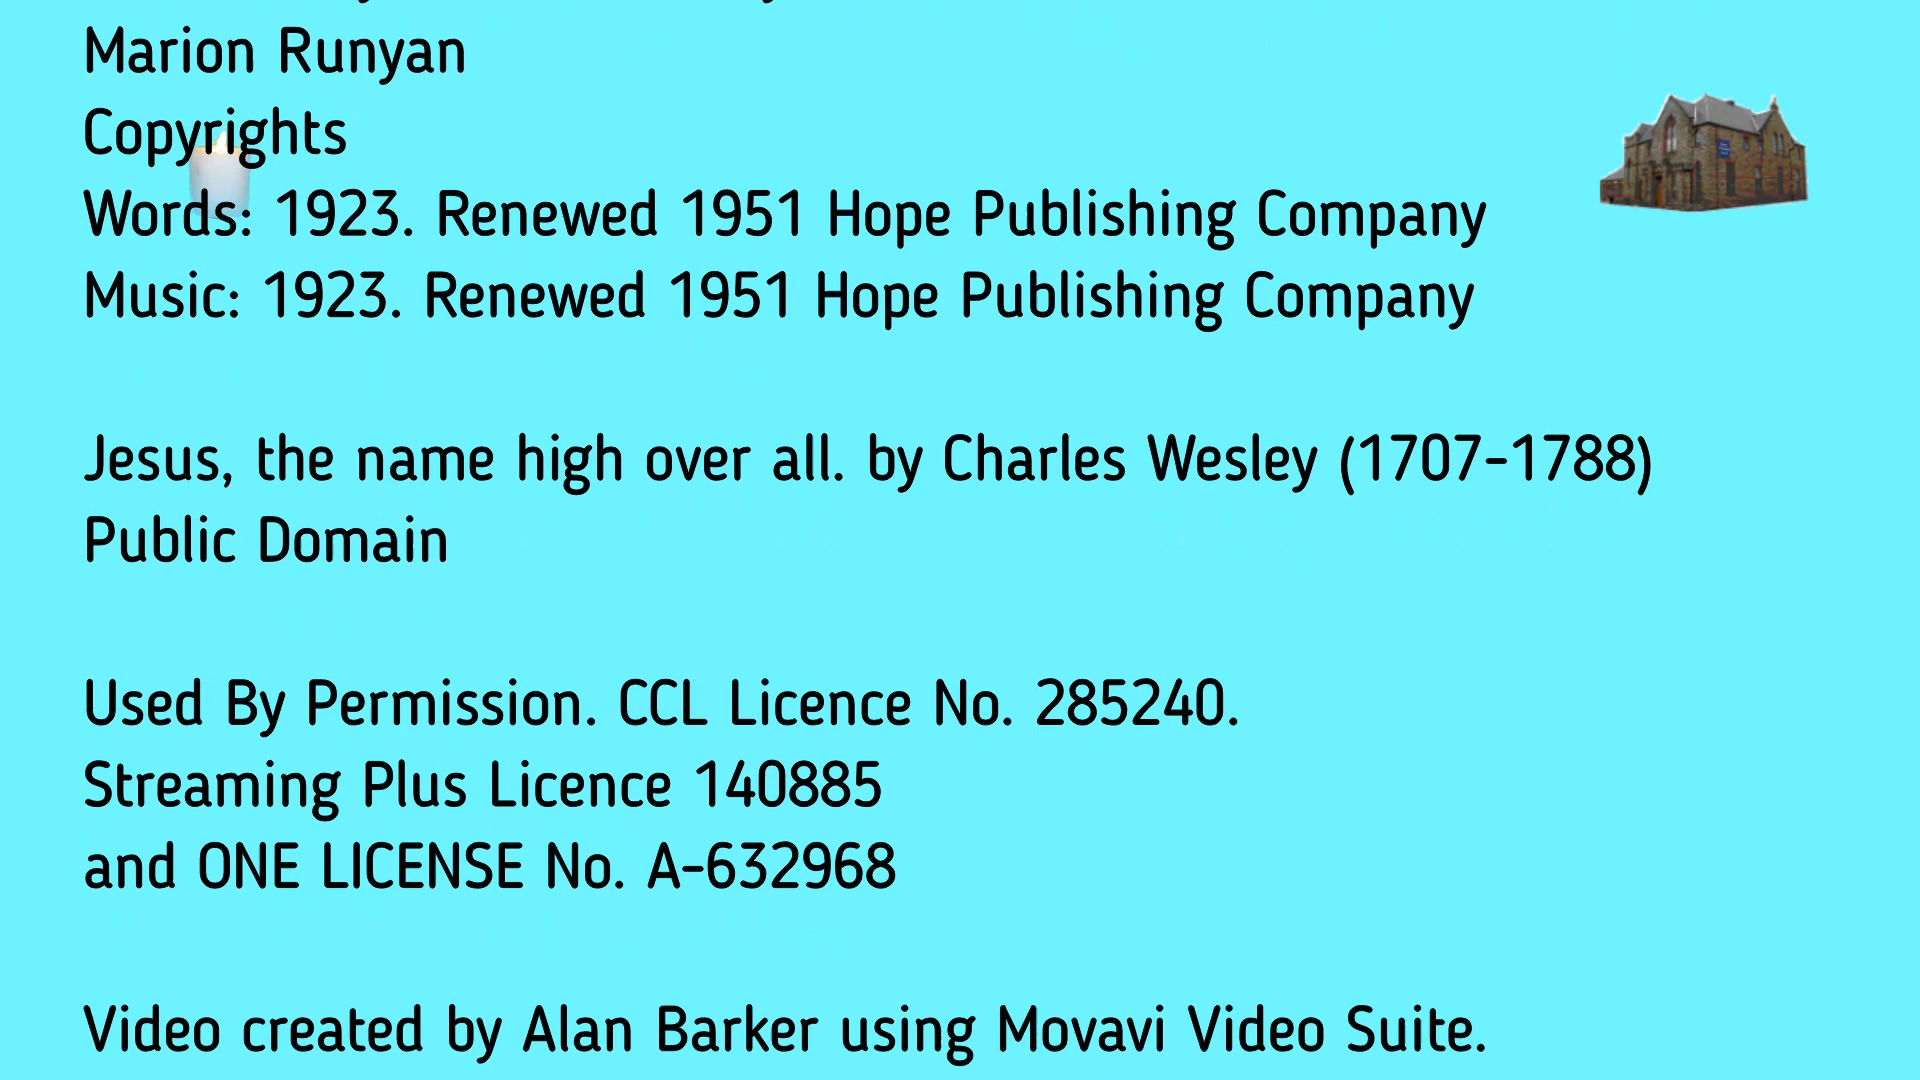 Marion Runyan
Copyrights
Words: 1923. Renewed 1951 Hope Publishing Company
Music: 1923. Renewed 1951 Hope Publishing Company
Jesus, the name high over all. by Charles Wesley (1707-1788)
Public Domain
Used By Permission. CCL Licence No. 285240.
Streaming Plus Licence 140885
and ONE LICENSE No. A-632968
Video created by Alan Barker using Movavi Video Suite.